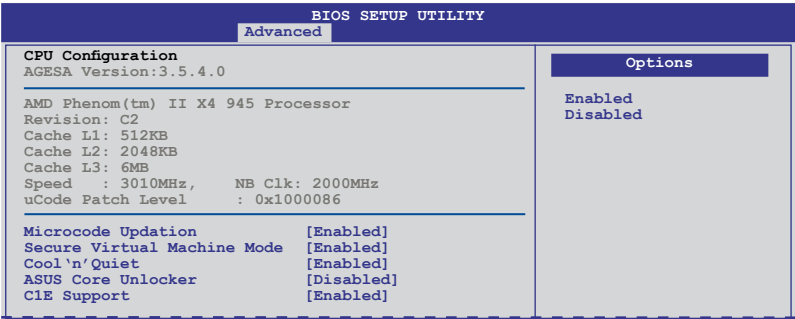 BIOS SETUP UTILITY
Advanced
CPU Configuration
AGESA Version:3.5.4.0
AMD Phenom(tm) II X4 945 Processor
Revision: C2
Cache L1: 512KB
Cache L2: 2048KB
Cache L3: 6MB
Speed : 3010MHz, NB Clk: 2000MHz
uCode Patch Level : 0x1000086
Microcode Updation [Enabled]
Secure Virtual Machine Mode [Enabled]
Cool‘n’Quiet [Enabled]
ASUS Core Unlocker [Disabled]
C1E Support [Enabled]
Options
Enabled
Disabled